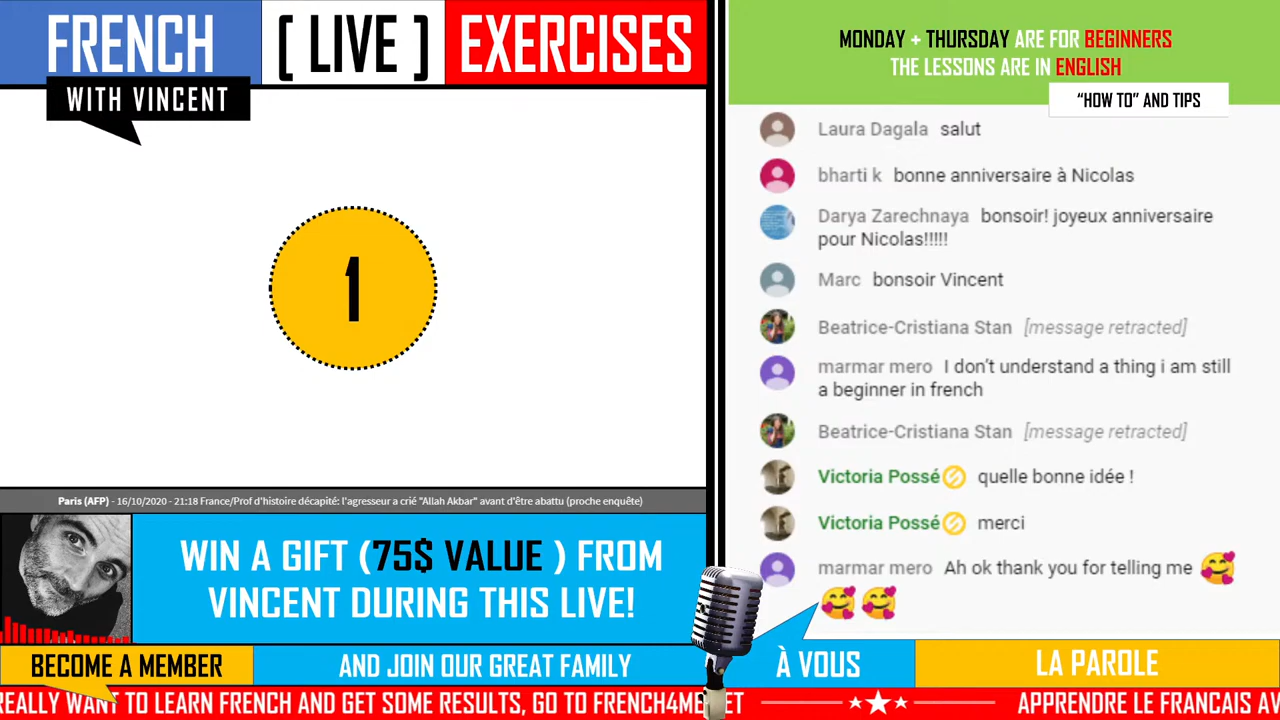 FRENCH [ LIVE ] EXERCISES
WITH VINCENT
1
Paris (AFP) - 16/10/2020 - 21:18 France/Prof d'histoire décapité: l'agresseur a crié "Allah Akbar" avant d'être abattu (proche enquête)
WIN A GIFT (75$ VALUE ) FROM
VINCENT DURING THIS LIVE!
BECOME A MEMBER
AND JOIN OUR GREAT FAMILY
MONDAY + THURSDAY ARE FOR BEGINNERS
THE LESSONS ARE IN ENGLISH
“HOW TO” AND TIPS
Laura Dagala salut
bharti k bonne anniversaire à Nicolas
Darya Zarechnaya bonsoir! joyeux anniversaire
pour Nicolas!!!!!
Marc bonsoir Vincent
Beatrice-Cristiana Stan [message retracted]
marmar mero I don't understand a thing i am still
a beginner in french
Beatrice-Cristiana Stan [message retracted]
Victoria Possé quelle bonne idée !
Victoria Possé merci
marmar mero Ah ok thank you for telling me 🥰
🥰 🥰
À VOUS LA PAROLE
REALLY WANT TO LEARN FRENCH AND GET SOME RESULTS, GO TO FRENCH4ME ET
APPRENDRE LE FRANCAIS AV